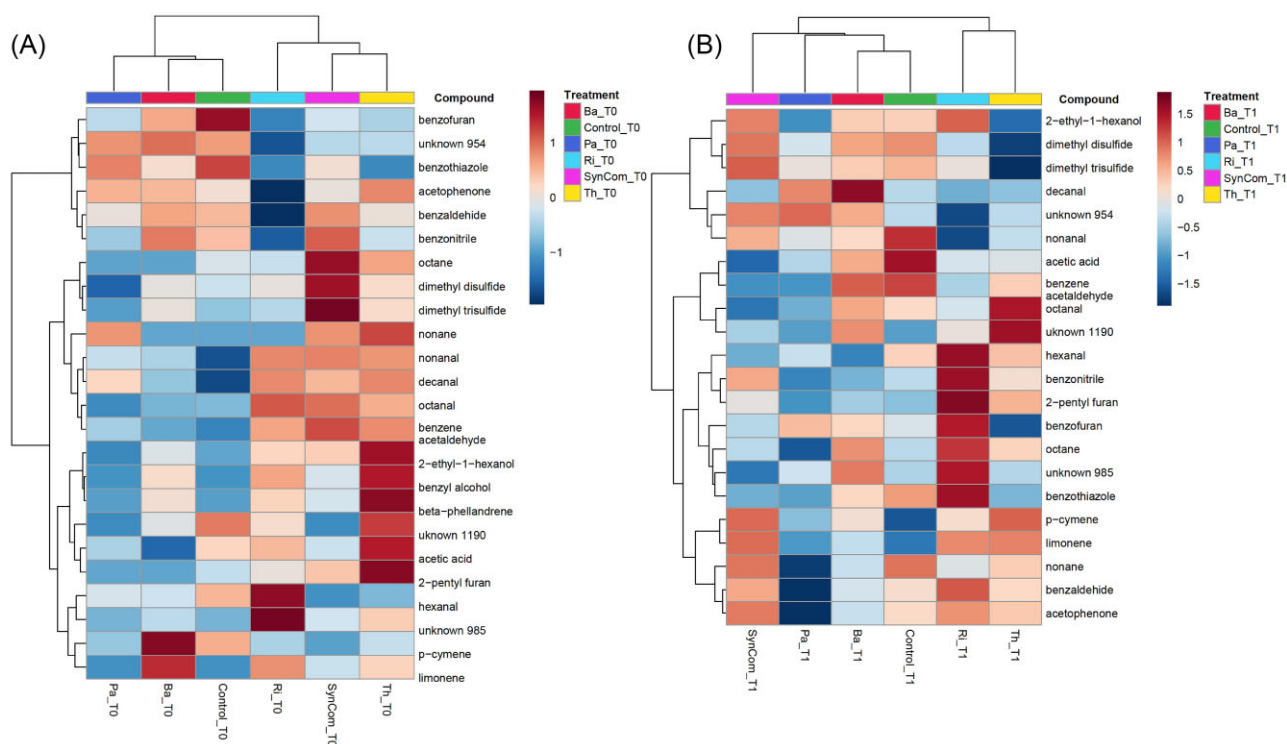 (A)
Compound
benzofuran
unknown 954
benzothiazole
acetophenone
benzaldehyde
benzonitrile
octane
dimethyl disulfide
dimethyl trisulfide
nonane
nonanal
decanal
octanal
benzene
acetaldehyde
2-ethyl-1-hexanol
benzyl alcohol
beta-phellandrene
uknown 1190
acetic acid
2-pentyl furan
hexanal
unknown 985
p-cymene
limonene
Pa_T0
Ba_T0
Control_T0
Ri_T0
SynCom_T0
Th_T0
1
0
−1
Treatment
Ba_T0
Control_T0
Pa_T0
Ri_T0
SynCom_T0
Th_T0
(B)
Compound
2-ethyl-1-hexanol
dimethyl disulfide
dimethyl trisulfide
decanal
unknown 954
nonanal
acetic acid
benzene
acetaldehyde
octanal
uknown 1190
hexanal
benzonitrile
2-pentyl furan
benzofuran
octane
unknown 985
benzothiazole
p-cymene
limonene
nonane
benzaldehide
acetophenone
SynCom_T1
Pa_T1
Ba_T1
Control_T1
Ri_T1
Th_T1
1.5
1
0.5
0
−0.5
−1
−1.5
Treatment
Ba_T1
Control_T1
Pa_T1
Ri_T1
SynCom_T1
Th_T1